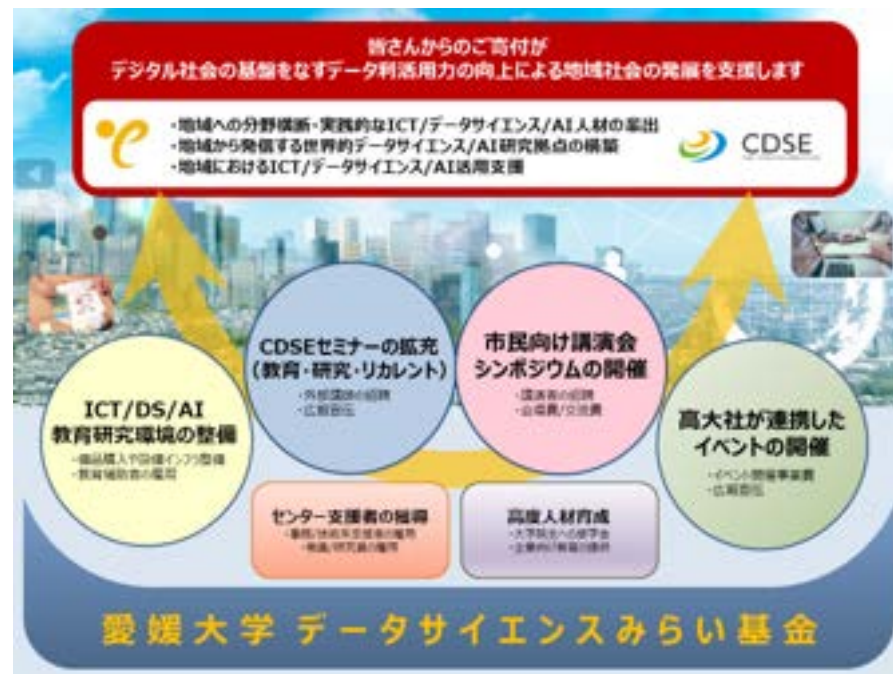 皆さんからのご寄付が
デジタル社会の基盤をなすデータ利活用力の向上による地域社会の発展を支援します
・地域への分野横断・実践的なICT/データサイエンス/AI人材の輩出
・地域から発信する世界的データサイエンス/AI研究拠点の構築
・地域におけるICT/データサイエンス/AI活用支援
CDSE
CDSEセミナーの拡充
(教育・研究・リカレント)
・外部講師の招聘
・広報宣伝
市民向け講演会
シンポジウムの開催
・講演者の招聘
・会場費/交流費
ICT/DS/AI
教育研究環境の整備
・備品購入や設備インフラ整備
・教育補助者の雇用
高大社が連携した
イベントの開催
・イベント開催事業費
・広報宣伝
センター支援者の
・事務/技術系支援者の雇用
・教員/研究員の雇用
高度人材育成
・大学院生への奨学金
・企業向け教育の提供
愛媛大学 データサイエンスみらい基金